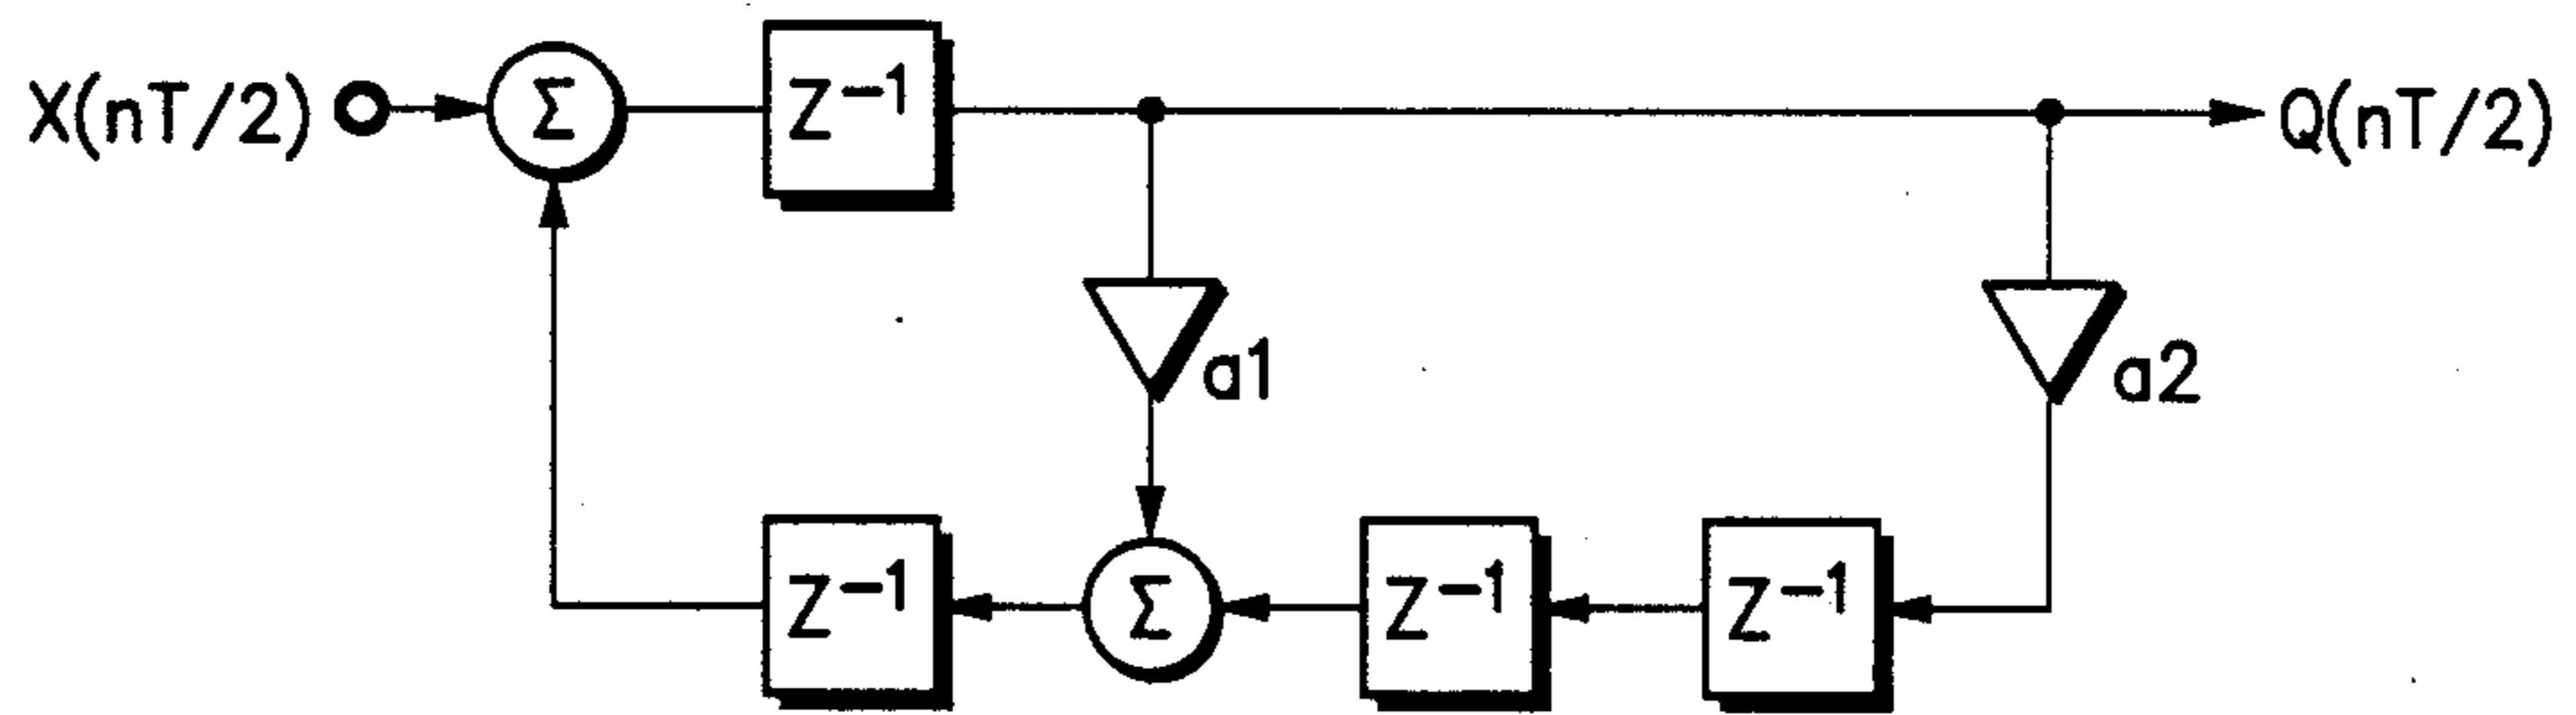 X(nT/2) Σ Z⁻¹ Q(nT/2)
a1 a2
Z⁻¹ Σ Z⁻¹ Z⁻¹